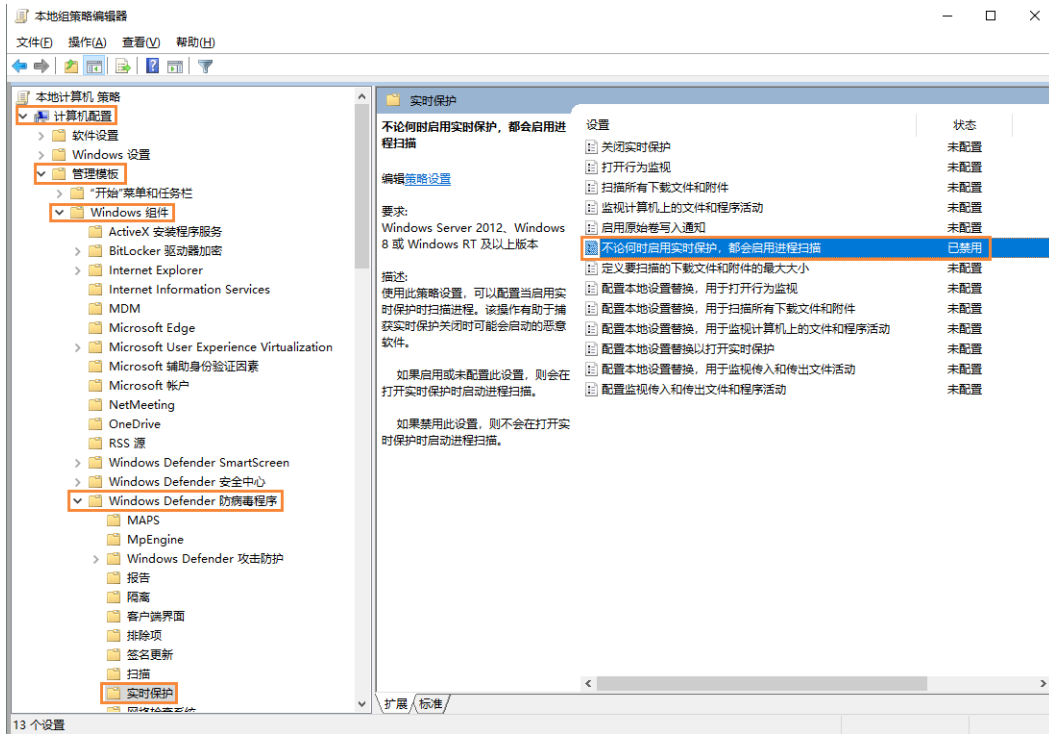 本地组策略编辑器
文件(F) 操作(A) 查看(V) 帮助(H)
本地计算机 策略
计算机配置
软件设置
Windows 设置
管理模板
"开始"菜单和任务栏
Windows 组件
ActiveX 安装程序服务
BitLocker 驱动器加密
Internet Explorer
Internet Information Services
MDM
Microsoft Edge
Microsoft User Experience Virtualization
Microsoft 辅助身份验证因素
Microsoft 帐户
NetMeeting
OneDrive
RSS 源
Windows Defender SmartScreen
Windows Defender 安全中心
Windows Defender 防病毒程序
MAPS
MpEngine
Windows Defender 攻击防护
报告
隔离
客户端界面
排除项
签名更新
扫描
实时保护
网络检查系统
实时保护
不论何时启用实时保护，都会启用进
程扫描
编辑策略设置
要求:
Windows Server 2012、Windows
8 或 Windows RT 及以上版本
描述:
使用此策略设置，可以配置当启用实
时保护时扫描进程。该操作有助于捕
获实时保护关闭时可能会启动的恶意
软件。
如果启用或未配置此设置，则会在
打开实时保护时启动进程扫描。
如果禁用此设置，则不会在打开实
时保护时启动进程扫描。
设置 状态
关闭实时保护 未配置
打开行为监视 未配置
扫描所有下载文件和附件 未配置
监视计算机上的文件和程序活动 未配置
启用原始卷写入通知 未配置
不论何时启用实时保护，都会启用进程扫描 已禁用
定义要扫描的下载文件和附件的最大大小 未配置
配置本地设置替换，用于打开行为监视 未配置
配置本地设置替换，用于扫描所有下载文件和附件 未配置
配置本地设置替换，用于监视计算机上的文件和程序活动 未配置
配置本地设置替换以打开实时保护 未配置
配置本地设置替换，用于监视传入和传出文件活动 未配置
配置监视传入和传出文件和程序活动 未配置
扩展 标准
13 个设置